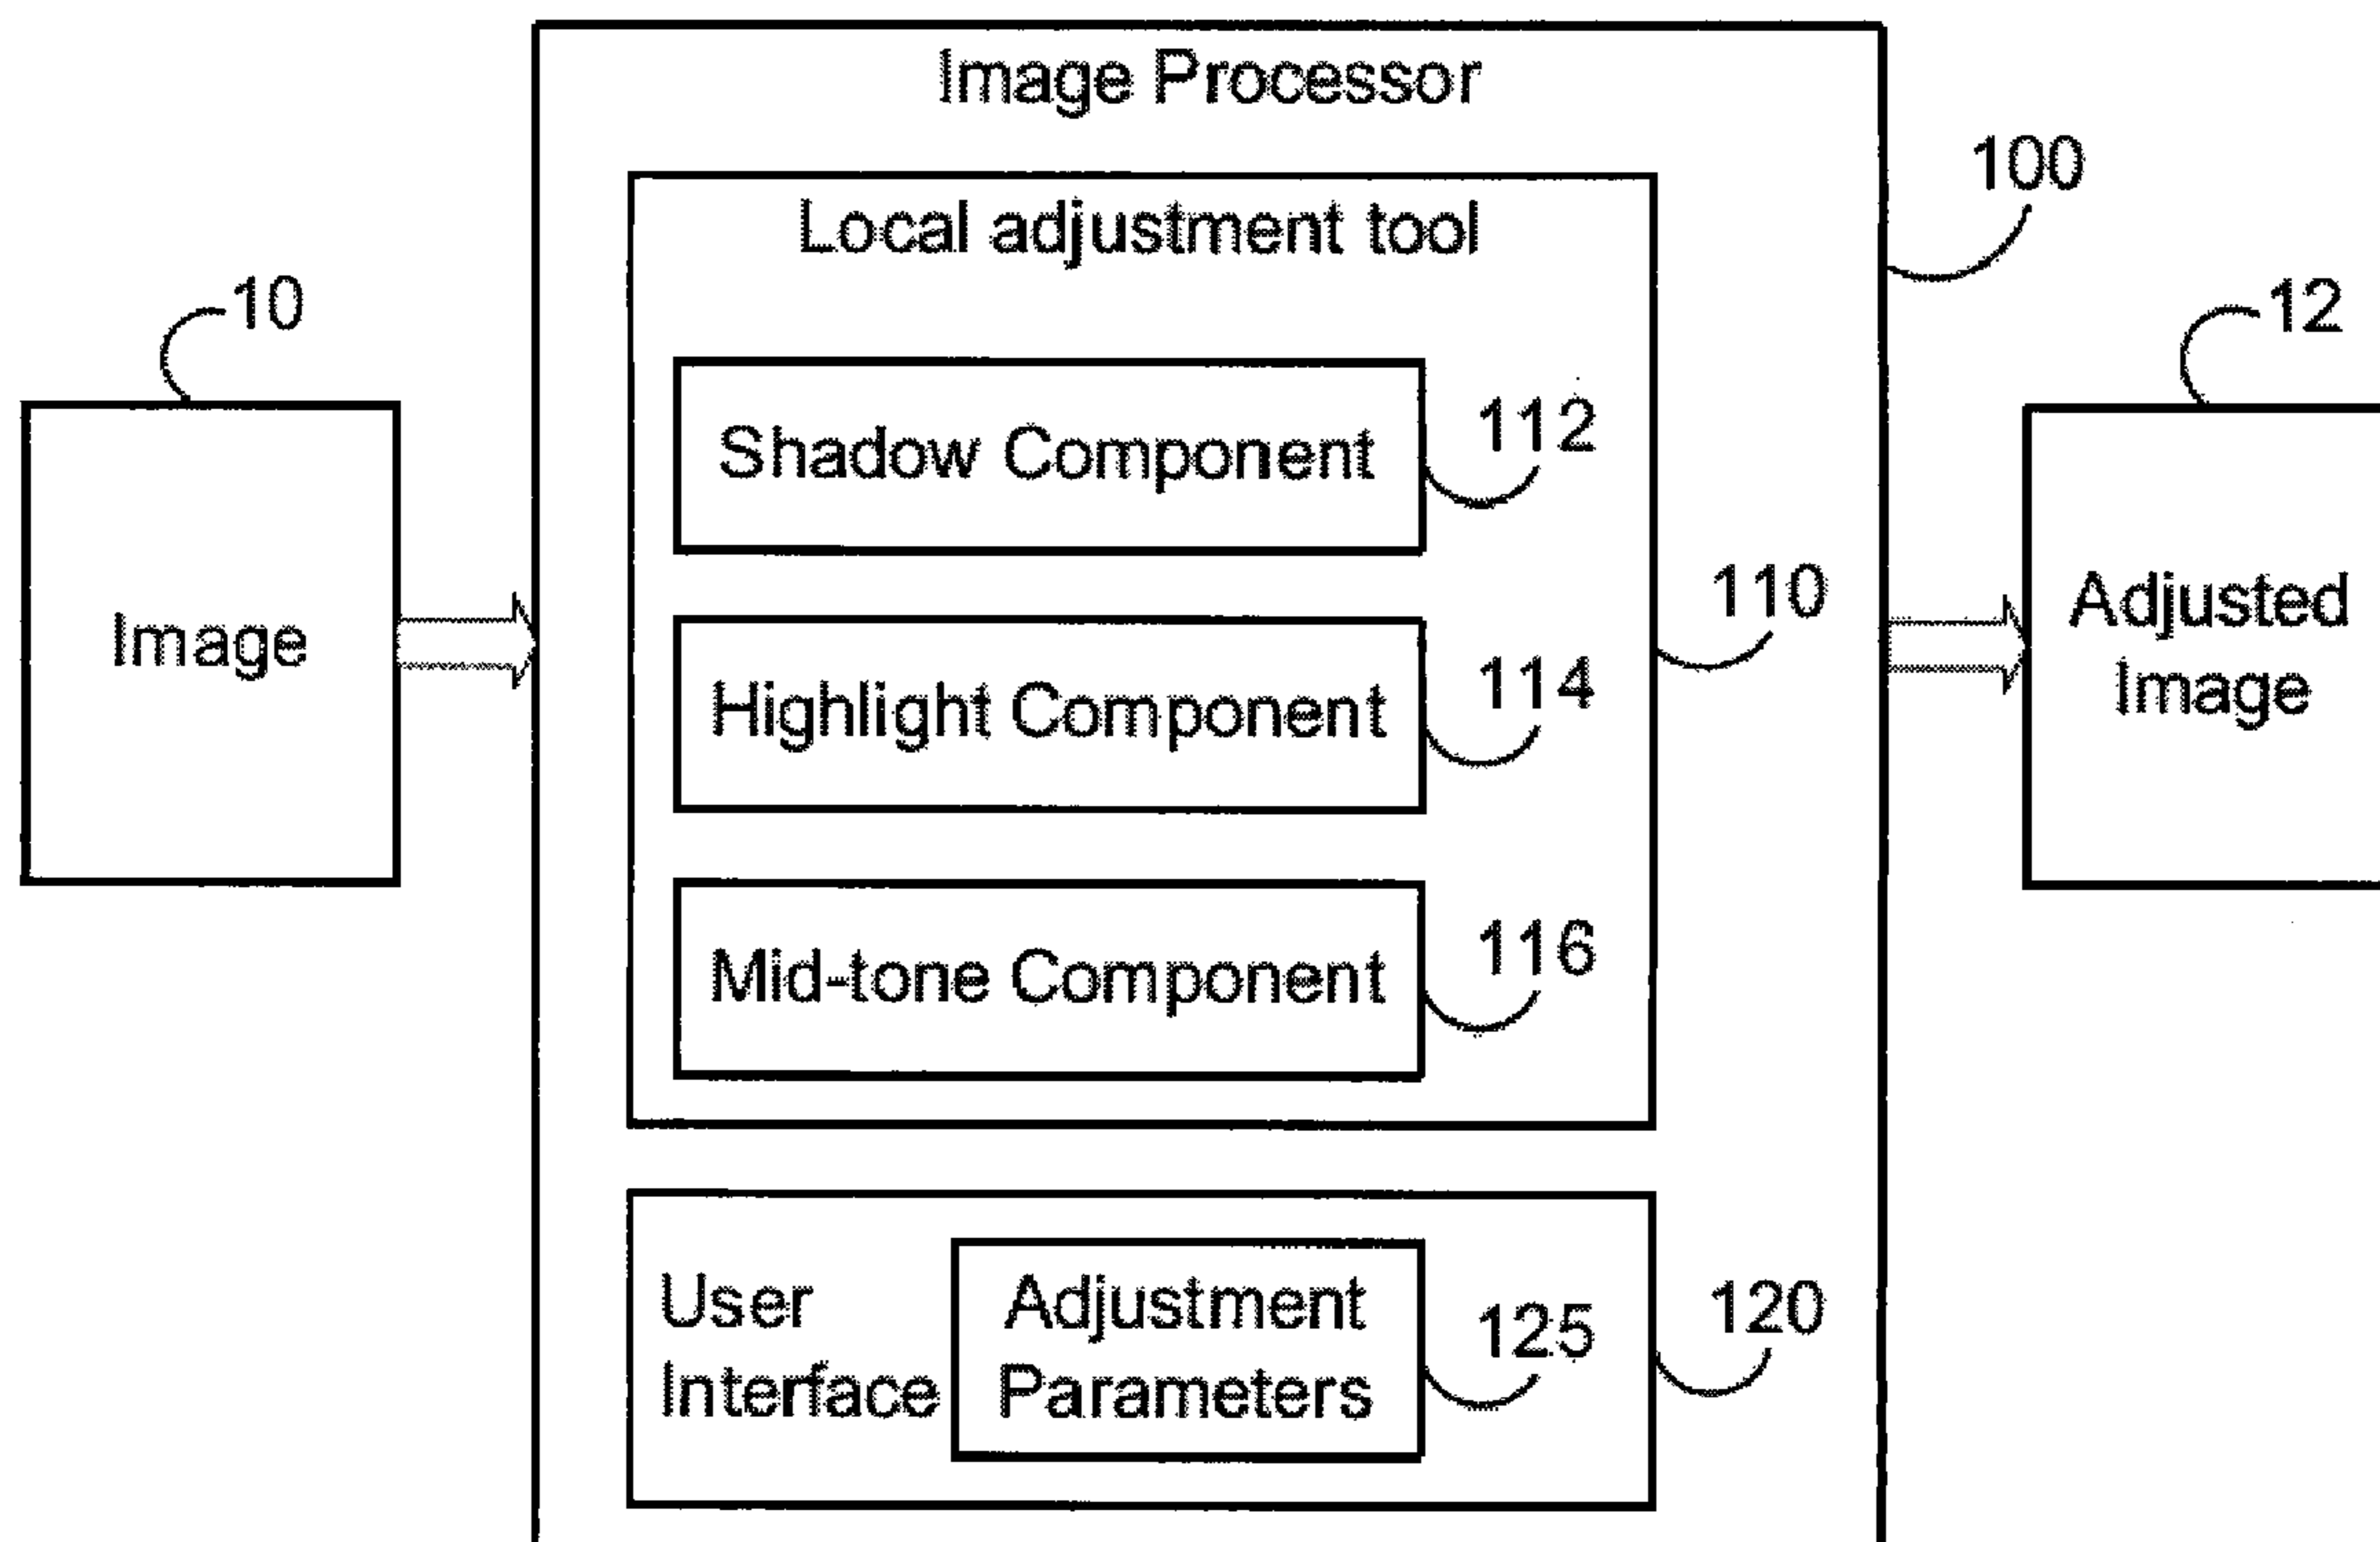 Image Processor
100
Local adjustment tool
10
12
Shadow Component
112
110
Image
Highlight Component
114
Adjusted
Image
Mid-tone Component
116
User
Interface
Adjustment
Parameters
125
120